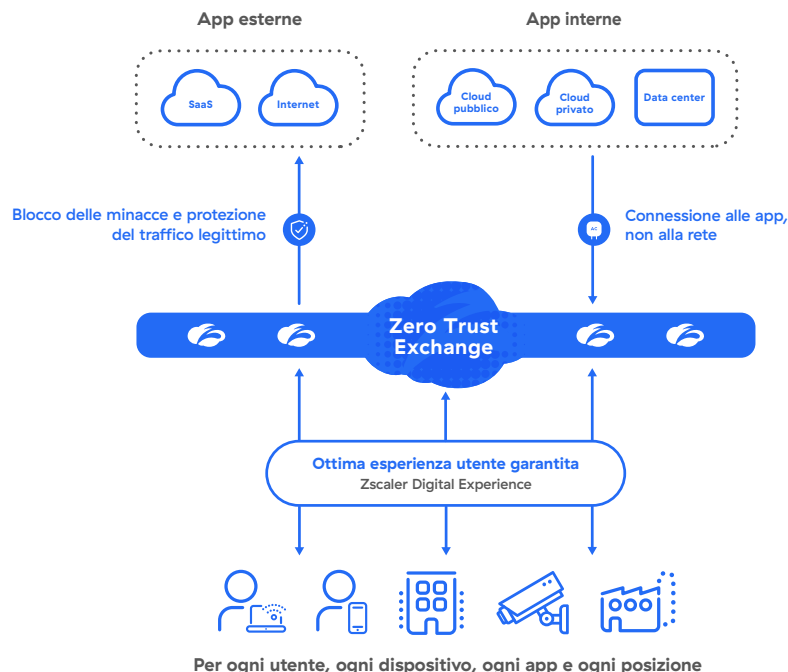 App esterne
App interne
SaaS
Internet
Cloud
pubblico
Cloud
privato
Data center
Blocco delle minacce e protezione
del traffico legittimo
AC
Connessione alle app,
non alla rete
Zero Trust
Exchange
Ottima esperienza utente garantita
Zscaler Digital Experience
Per ogni utente, ogni dispositivo, ogni app e ogni posizione